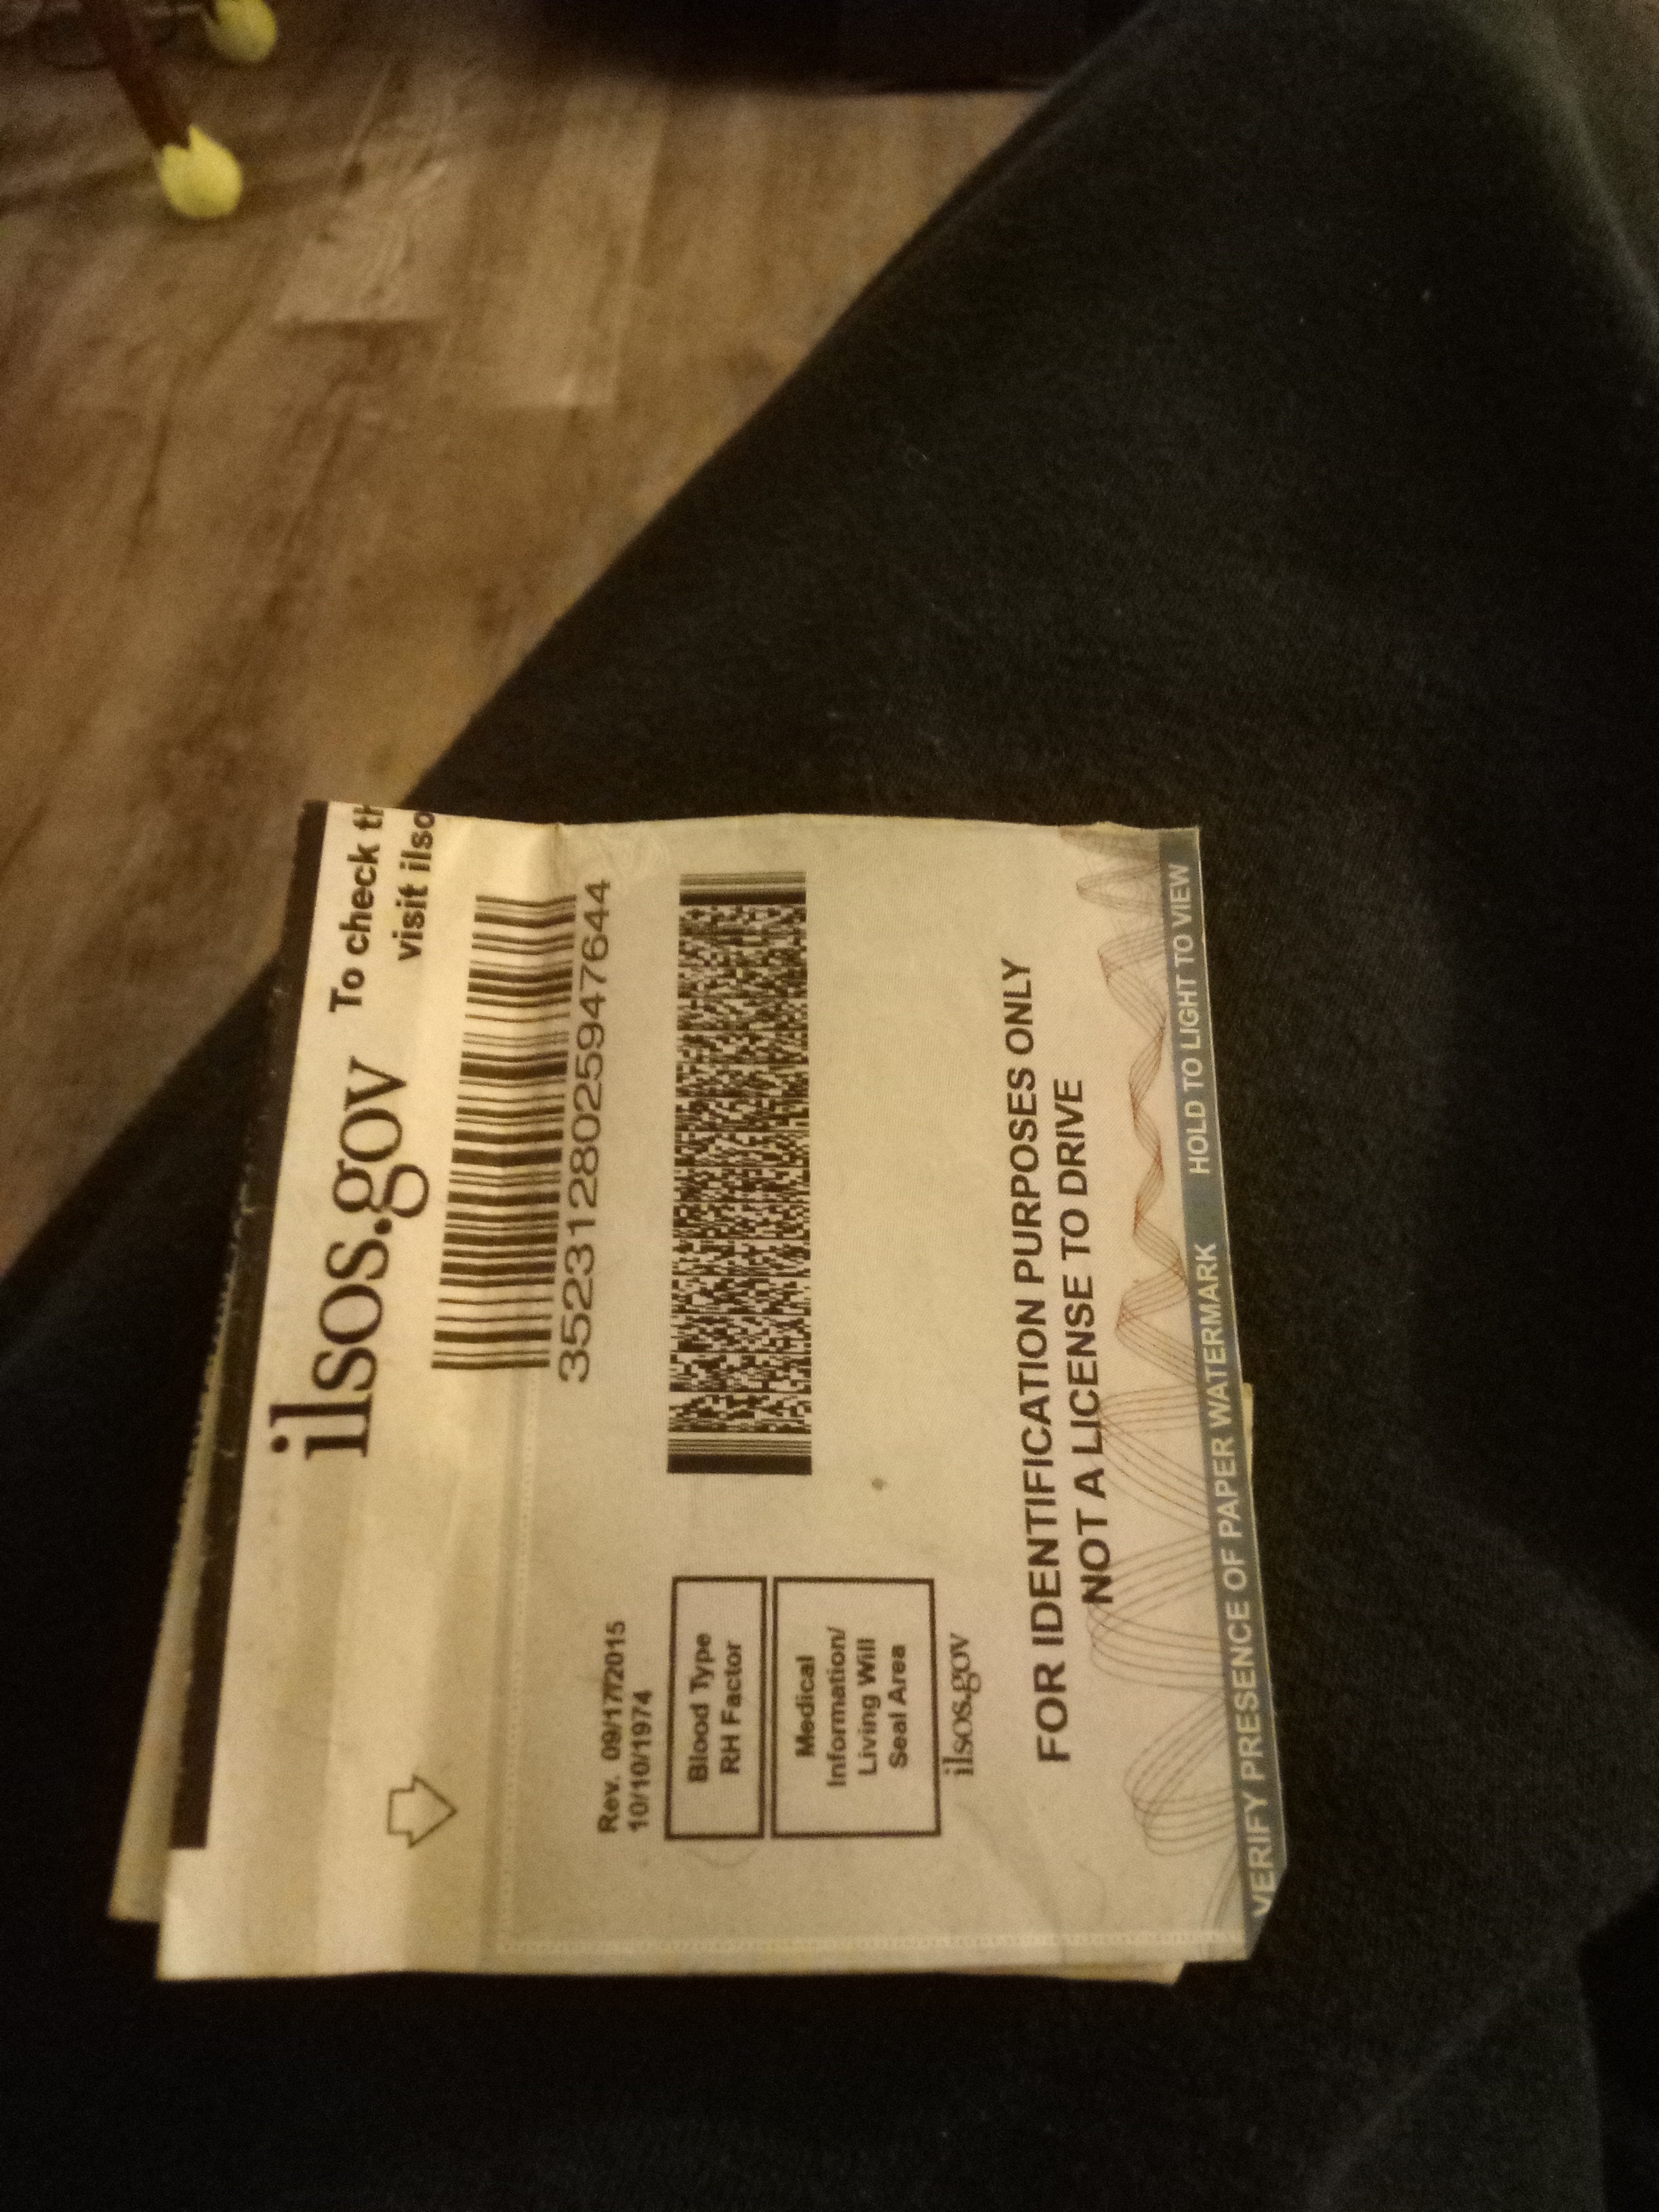 ilsos.gov To check
visit ilso
3523128025947644
Rev. 09/17/2015
10/10/1974
Blood Type
RH Factor
Medical
Information/
Living Will
Seal Area
ilsos.gov
FOR IDENTIFICATION PURPOSES ONLY
NOT A LICENSE TO DRIVE
VERIFY PRESENCE OF PAPER WATERMARK HOLD TO LIGHT TO VIEW